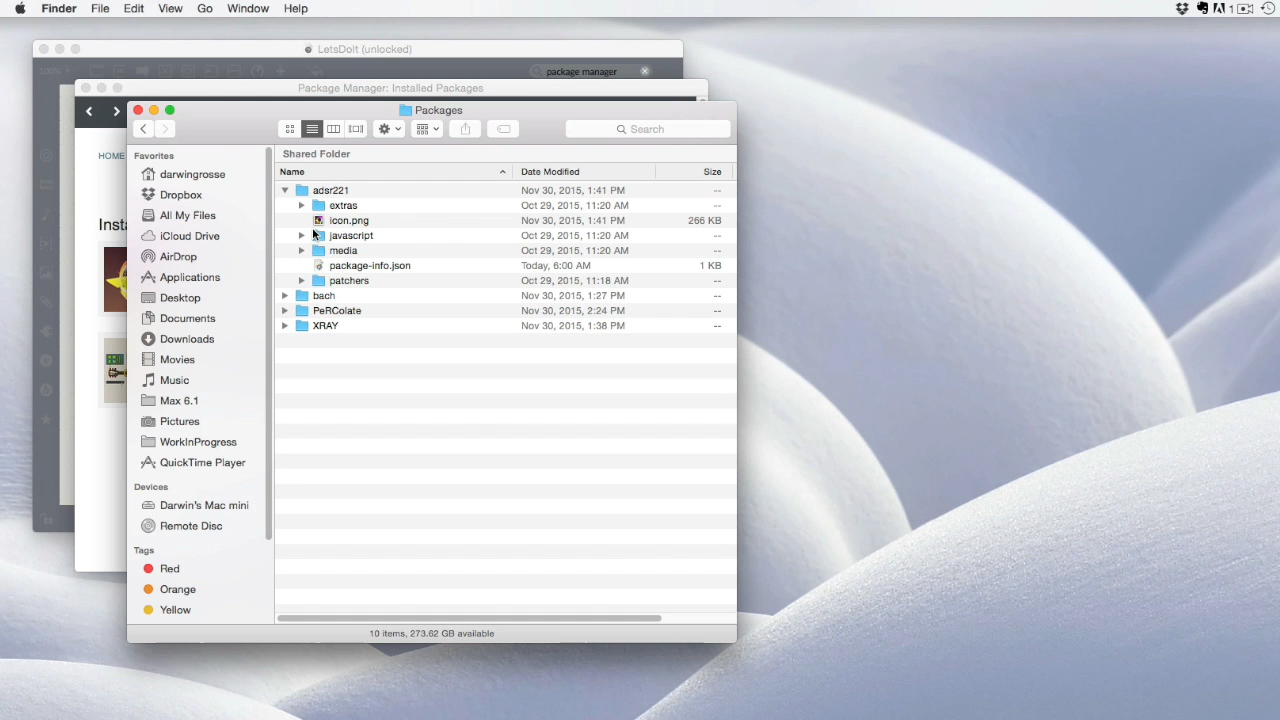 Finder File Edit View Go Window Help 1
LetsDoIt (unlocked)
100%
package manager
Package Manager: Installed Packages
HOME
Packages
Search
Shared Folder
Name Date Modified Size
adsr221 Nov 30, 2015, 1:41 PM --
extras Oct 29, 2015, 11:20 AM --
icon.png Nov 30, 2015, 1:41 PM 266 KB
javascript Oct 29, 2015, 11:20 AM --
media Oct 29, 2015, 11:20 AM --
package-info.json Today, 6:00 AM 1 KB
patchers Oct 29, 2015, 11:18 AM --
bach Nov 30, 2015, 1:27 PM --
PeRColate Nov 30, 2015, 2:24 PM --
XRAY Nov 30, 2015, 1:38 PM --
Favorites
darwingrosse
Dropbox
All My Files
iCloud Drive
AirDrop
Applications
Desktop
Documents
Downloads
Movies
Music
Max 6.1
Pictures
WorkInProgress
QuickTime Player
Devices
Darwin's Mac mini
Remote Disc
Tags
Red
Orange
Yellow
10 items, 273.62 GB available